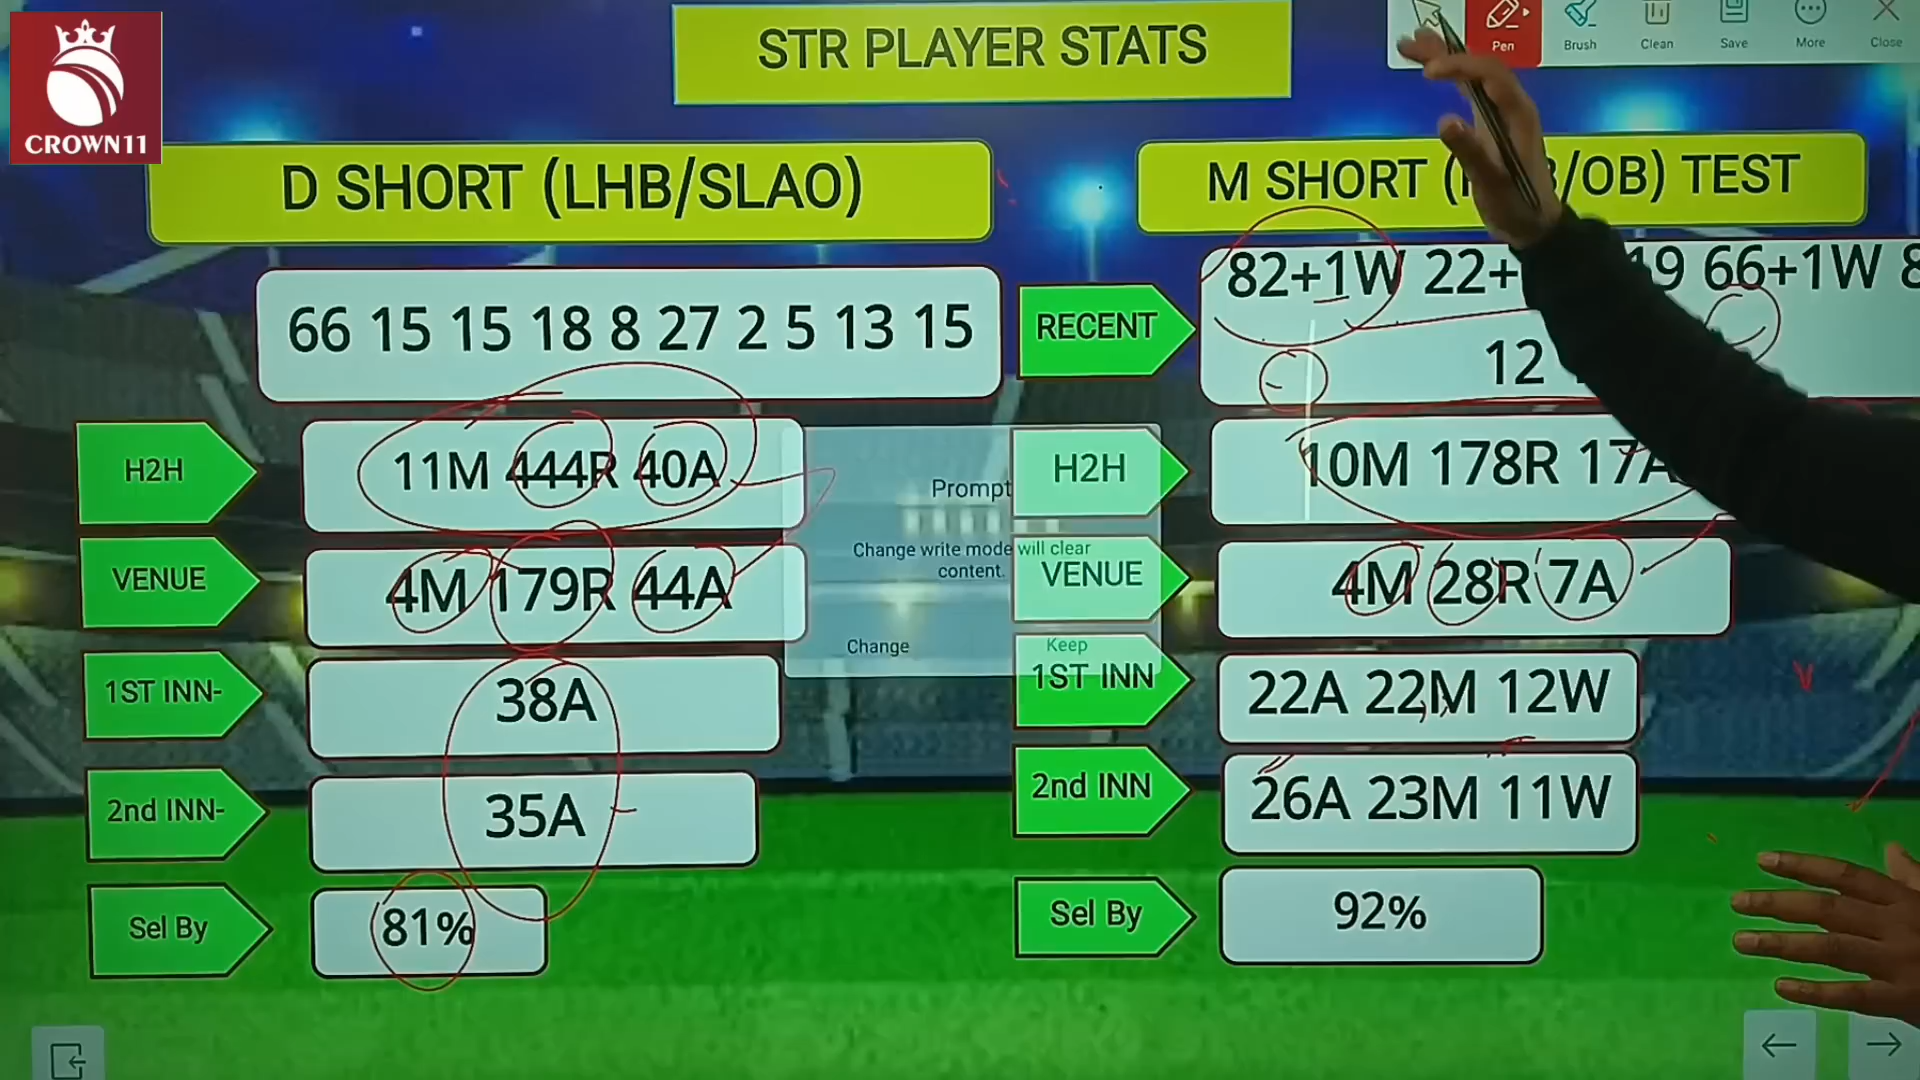 CROWN11
STR PLAYER STATS
Pen Brush Clean Save More Close
D SHORT (LHB/SLAO)
66 15 15 18 8 27 2 5 13 15
H2H 11M 444R 40A
VENUE 4M 179R 44A
1ST INN- 38A
2nd INN- 35A
Sel By 81%
Prompt
Change write mode will clear
content.
Change Keep
M SHORT ( /OB) TEST
RECENT 82+1W 22+ 19 66+1W
12
H2H 10M 178R 17A
VENUE 4M 28R 7A
1ST INN 22A 22M 12W
2nd INN 26A 23M 11W
Sel By 92%